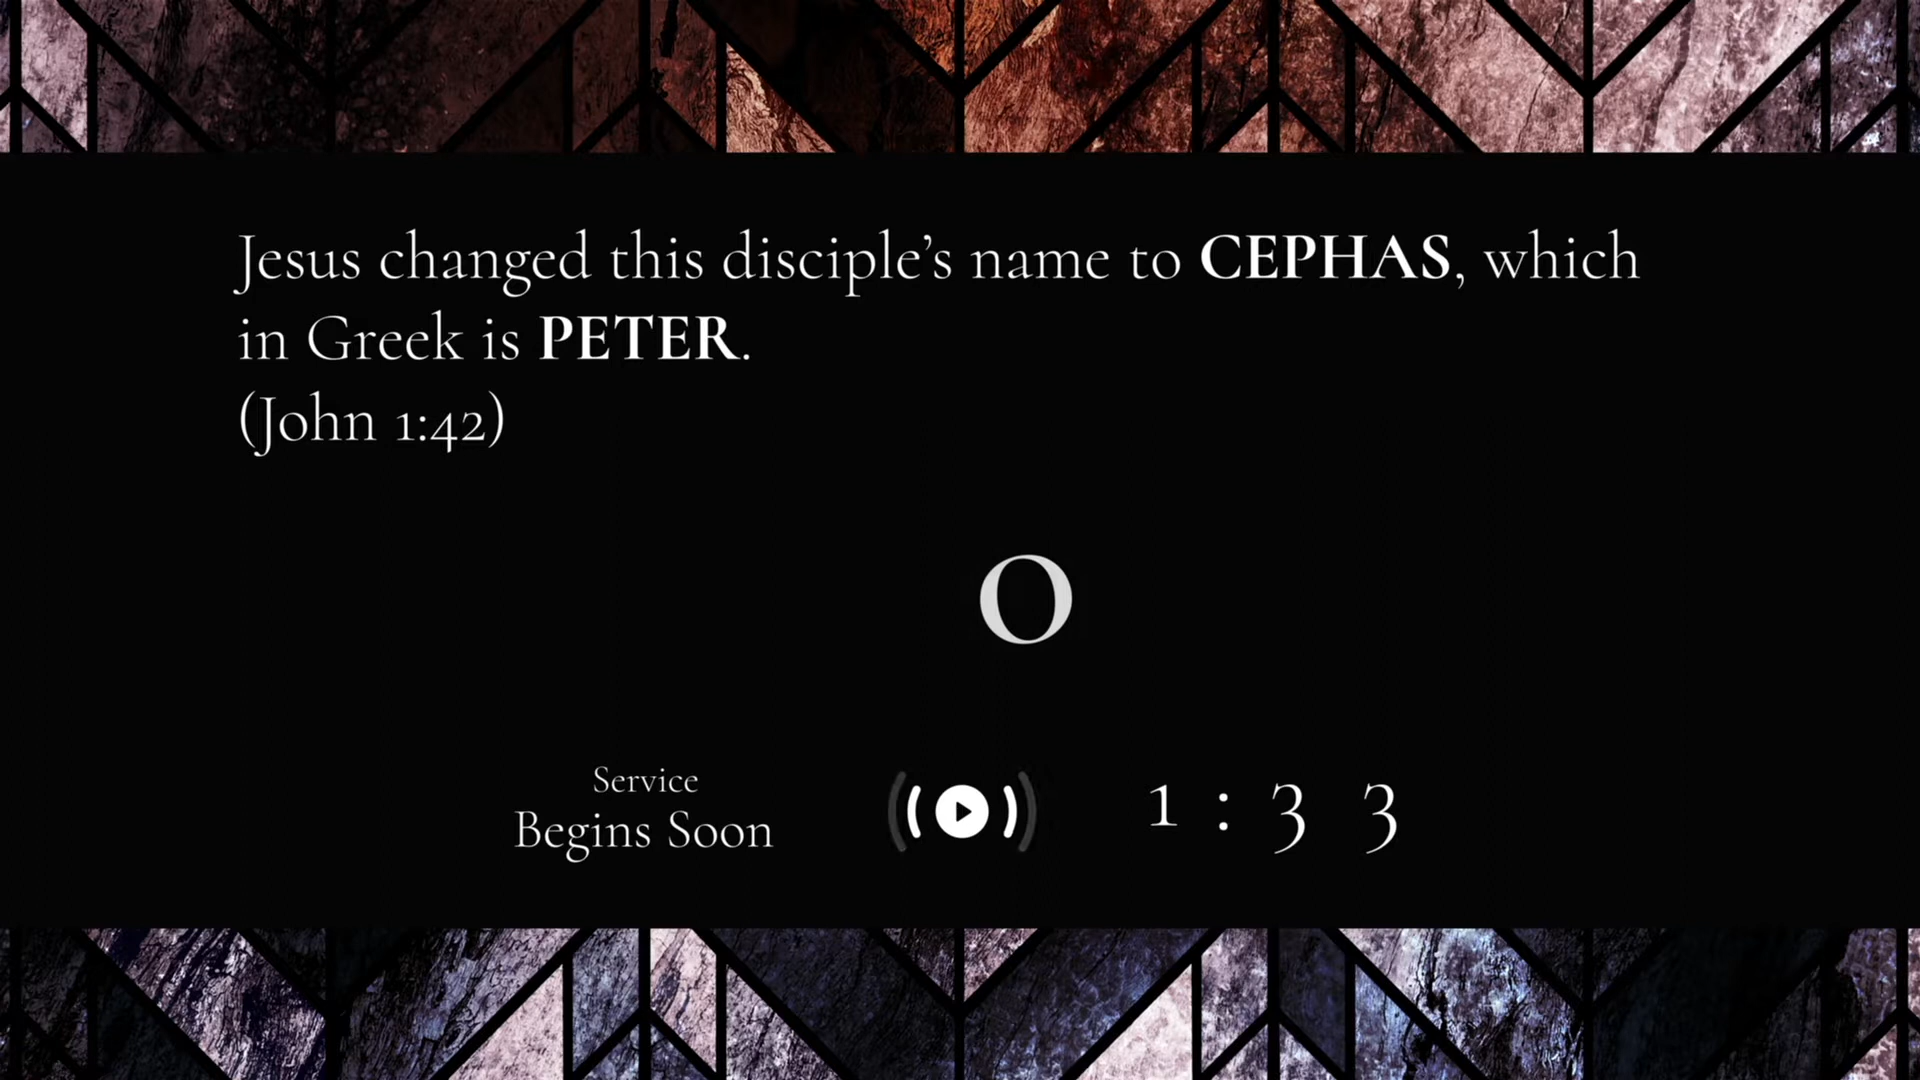 Jesus changed this disciple’s name to CEPHAS, which
in Greek is PETER.
(John 1:42)
O
Service
Begins Soon
1 : 3 3